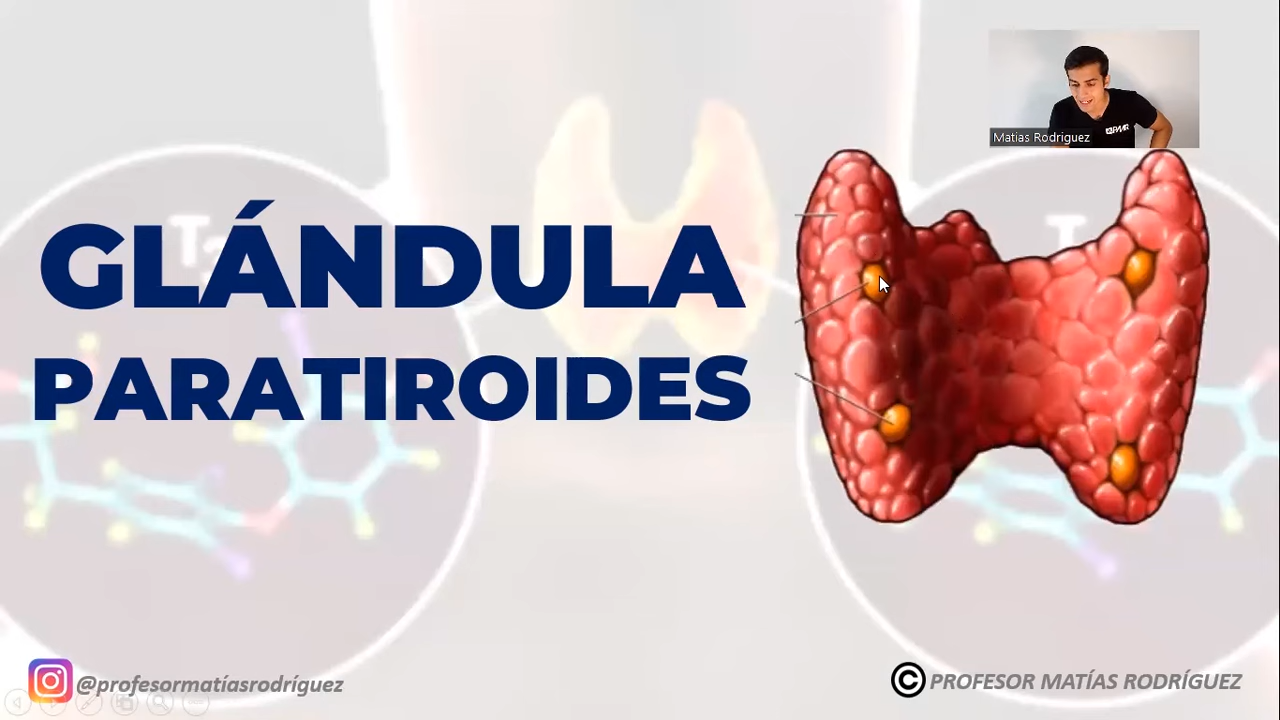 Matias Rodriguez
GLÁNDULA
PARATIROIDES
@profesormatíasrodríguez
© PROFESOR MATÍAS RODRÍGUEZ